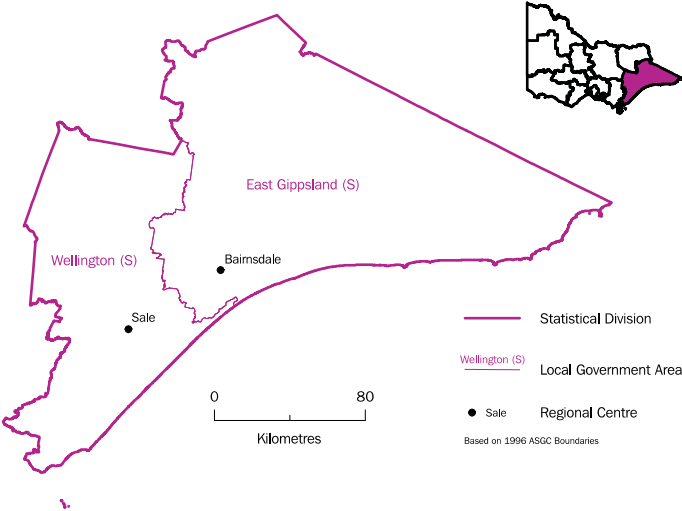 East Gippsland (S)
Wellington (S)
Bairnsdale
Sale
Statistical Division
Wellington (S)
Local Government Area
Sale
Regional Centre
0
80
Kilometres
Based on 1996 ASGC Boundaries